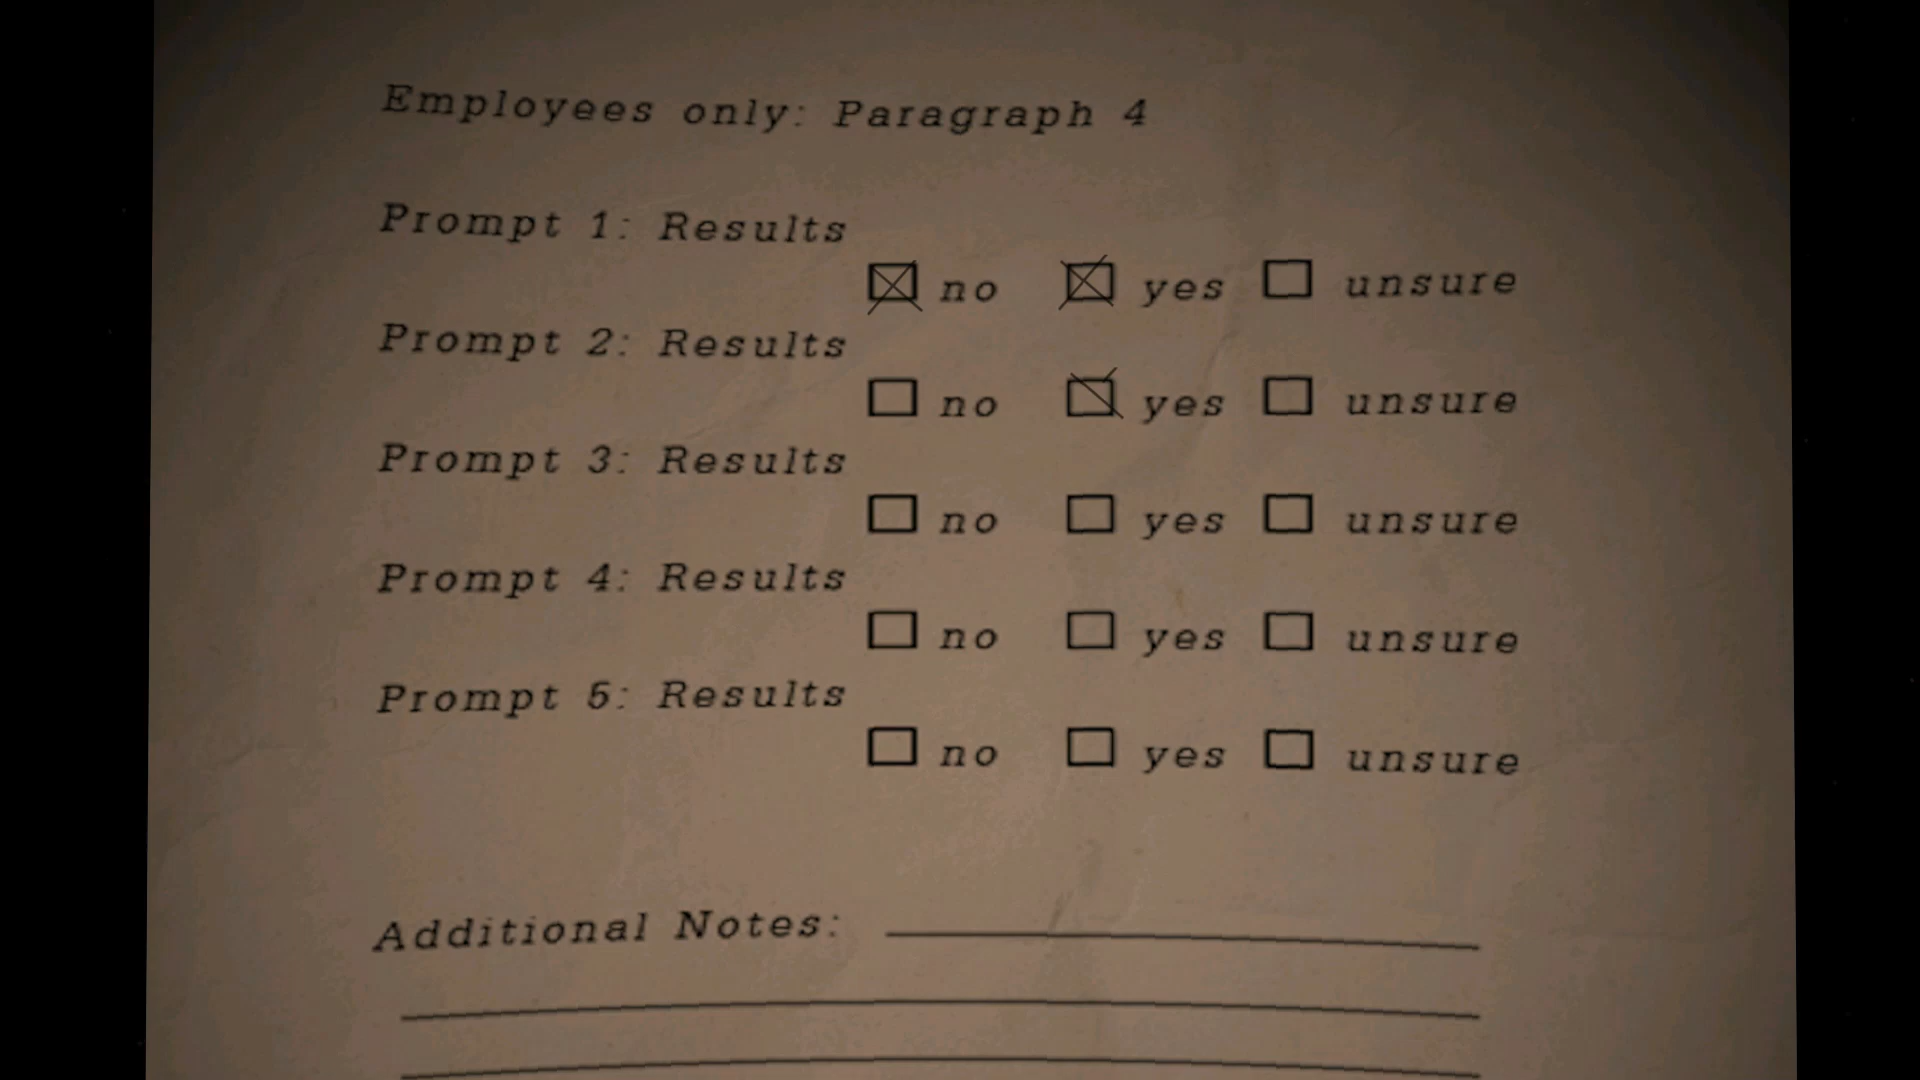 Employees only: Paragraph 4
Prompt 1: Results
no yes unsure
Prompt 2: Results
no yes unsure
Prompt 3: Results
no yes unsure
Prompt 4: Results
no yes unsure
Prompt 5: Results
no yes unsure
Additional Notes: